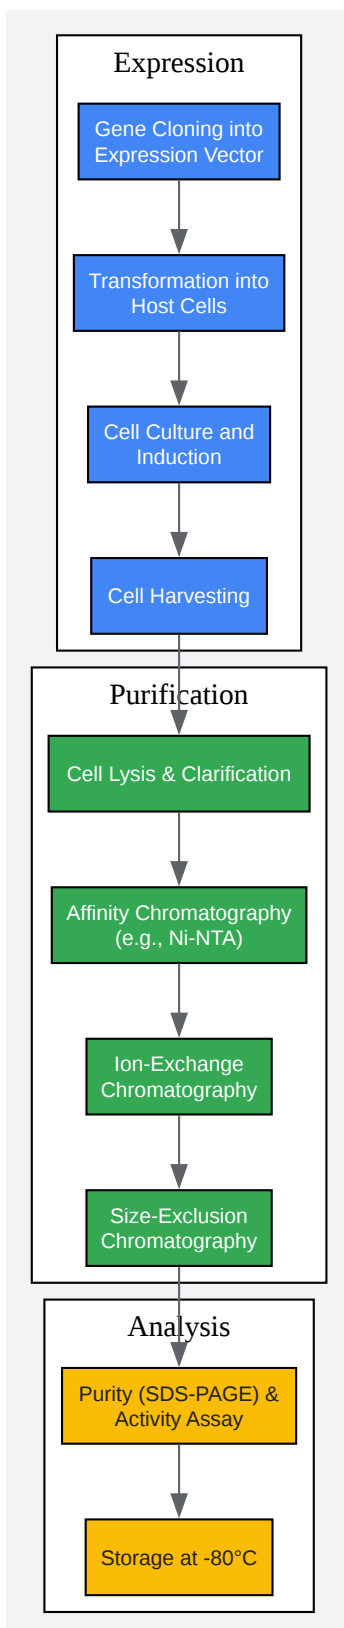 Expression
Gene Cloning into
Expression Vector
Transformation into
Host Cells
Cell Culture and
Induction
Cell Harvesting
Purification
Cell Lysis & Clarification
Affinity Chromatography
(e.g., Ni-NTA)
Ion-Exchange
Chromatography
Size-Exclusion
Chromatography
Analysis
Purity (SDS-PAGE) &
Activity Assay
Storage at -80°C